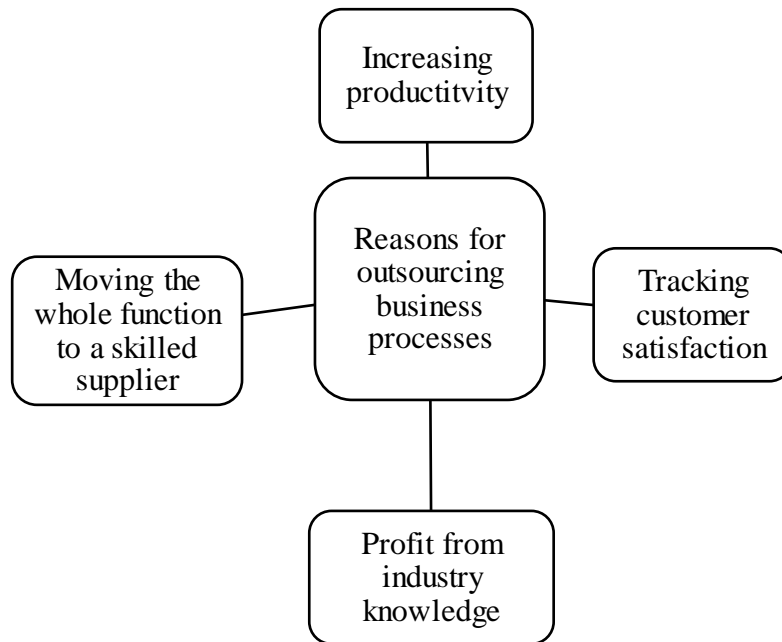 Increasing
productitvity
Reasons for
outsourcing
business
processes
Moving the
whole function
to a skilled
supplier
Tracking
customer
satisfaction
Profit from
industry
knowledge